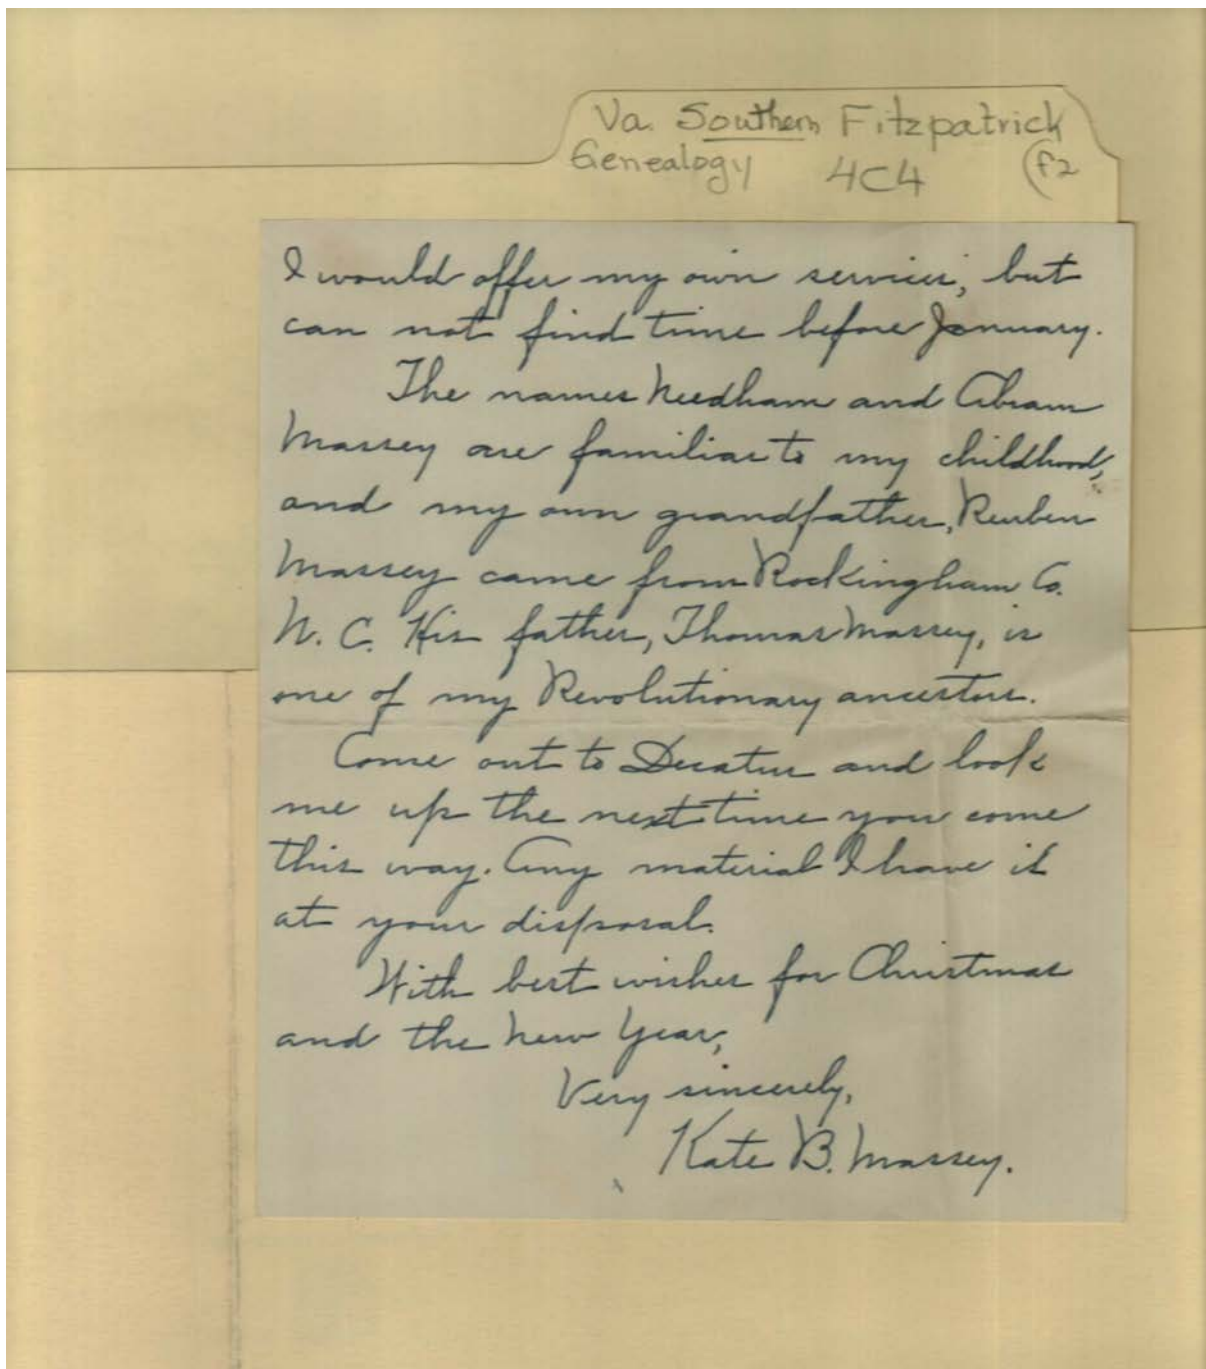 Va. Southern Fitzpatrick
Genealogy 4C4 (F2
I would offer my own services, but
can not find time before January.
The names Needham and Abram
Massey are familiar to my childhood,
and my own grandfather, Reuben
Massey came from Rockingham Co.
N. C. His father, Thomas Massey, is
one of my Revolutionary ancestors.
Come out to Decatur and look
me up the next time you come
this way. Any material I have is
at your disposal.
With best wishes for Christmas
and the New Year,
Very sincerely,
Kate B. Massey.